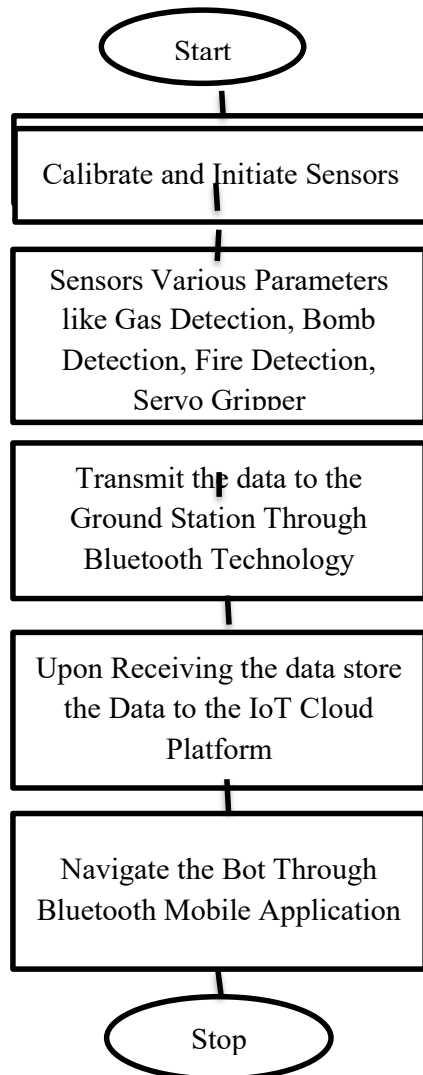 Start
Calibrate and Initiate Sensors
Sensors Various Parameters
like Gas Detection, Bomb
Detection, Fire Detection,
Servo Gripper
Transmit the data to the
Ground Station Through
Bluetooth Technology
Upon Receiving the data store
the Data to the IoT Cloud
Platform
Navigate the Bot Through
Bluetooth Mobile Application
Stop